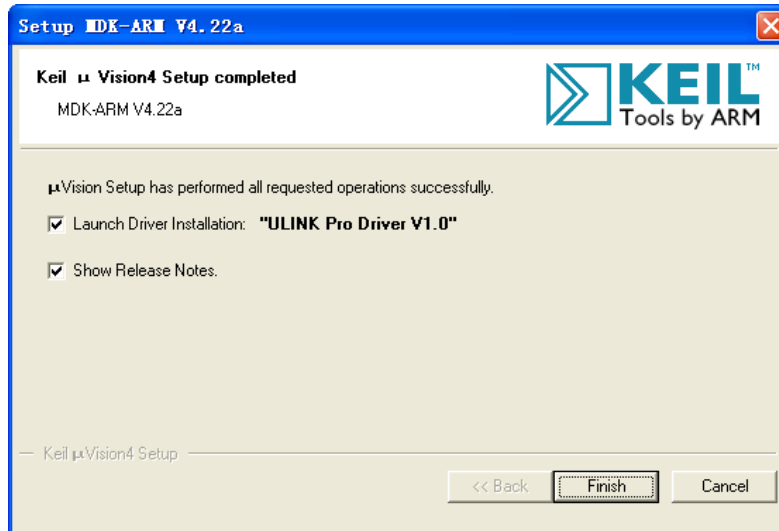 Setup MDK-ARM V4.22a
Keil μ Vision4 Setup completed
MDK-ARM V4.22a
KEIL™
Tools by ARM
μVision Setup has performed all requested operations successfully.
Launch Driver Installation: "ULINK Pro Driver V1.0"
Show Release Notes.
Keil μVision4 Setup
<< Back Finish Cancel